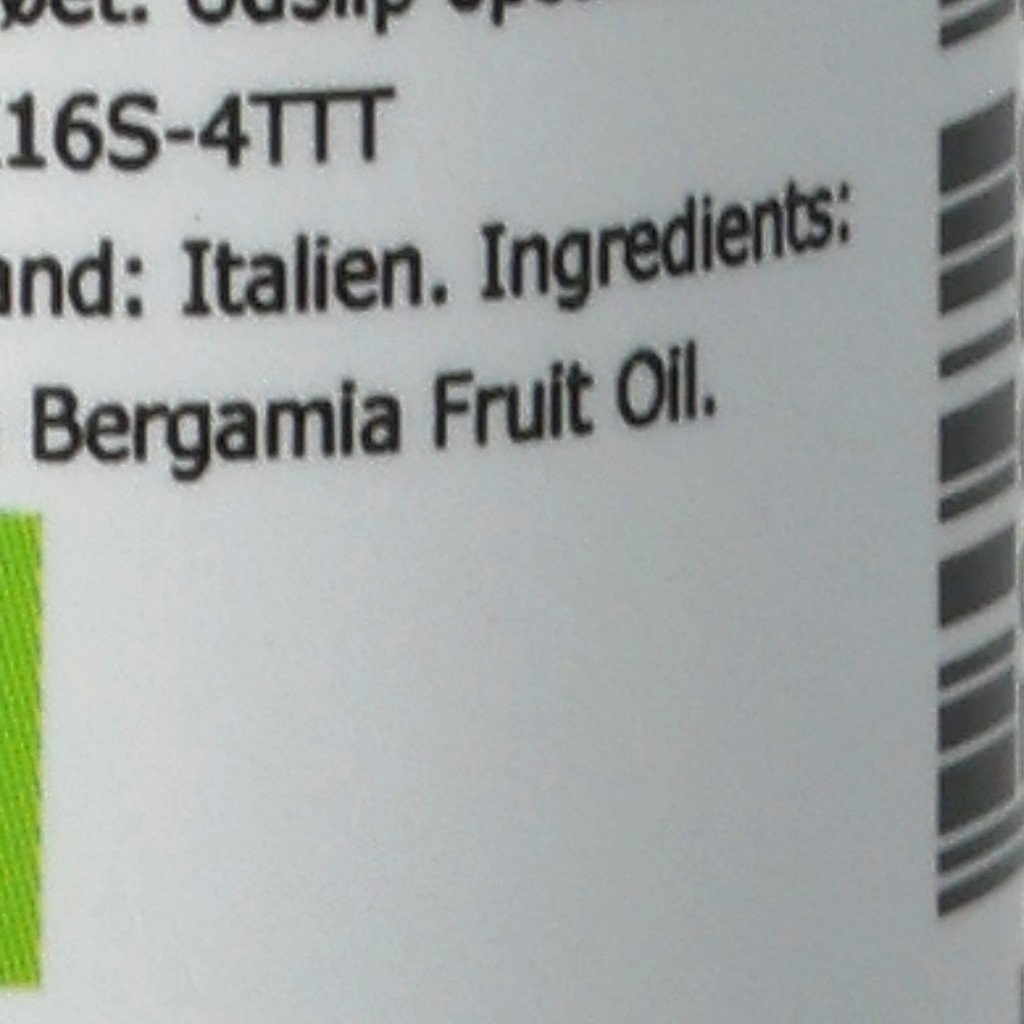 16S-4TTT
and: Italien. Ingredients:
Bergamia Fruit Oil.